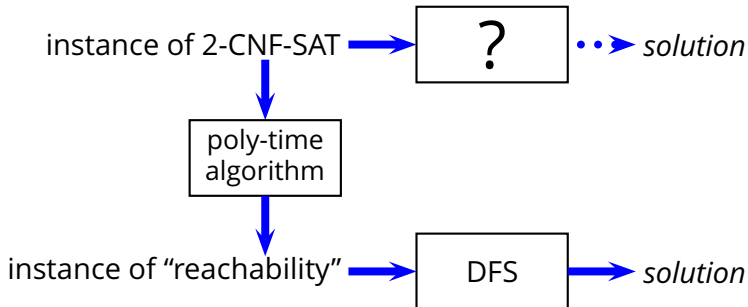 instance of 2-CNF-SAT
?
solution
poly-time
algorithm
instance of “reachability”
DFS
solution